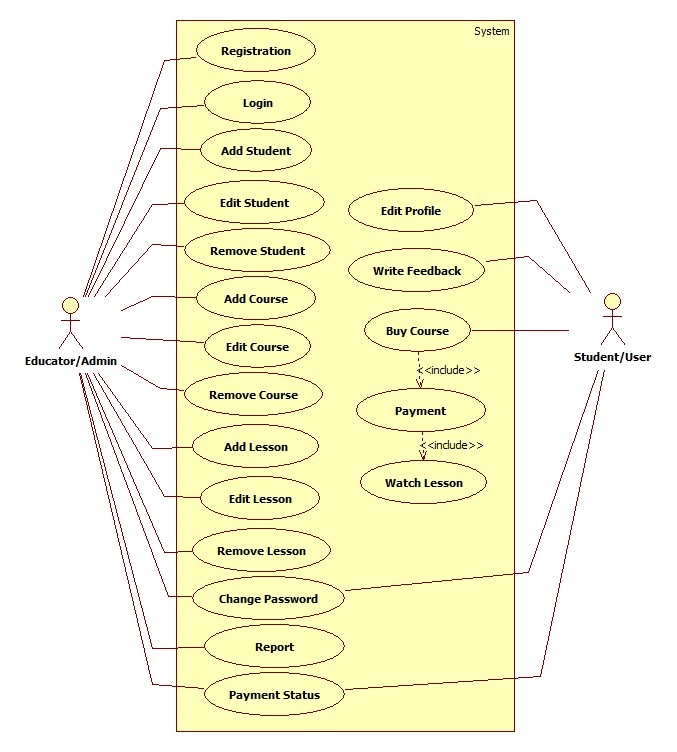 System
Registration
Login
Add Student
Edit Student
Edit Profile
Remove Student
Write Feedback
Add Course
Buy Course
Edit Course
Student/User
Educator/Admin
<<include>>
Remove Course
Payment
Add Lesson
<<include>>
Watch Lesson
Edit Lesson
Remove Lesson
Change Password
Report
Payment Status